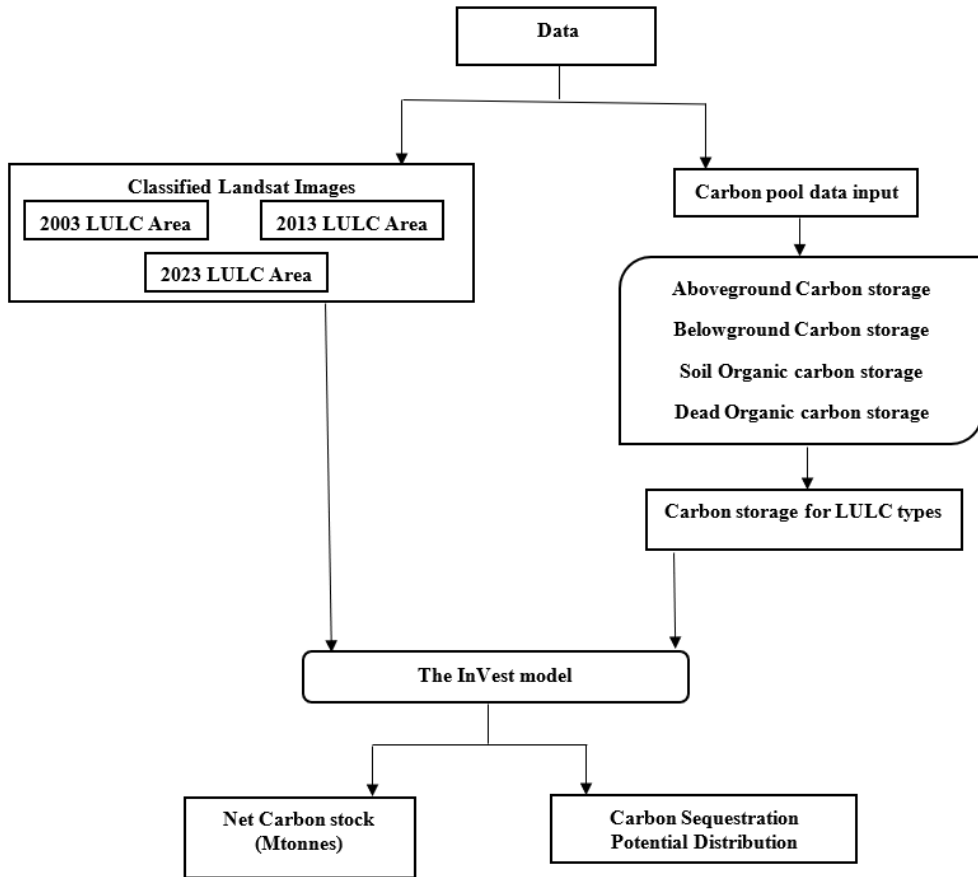 Data
Classified Landsat Images
2003 LULC Area
2013 LULC Area
2023 LULC Area
Carbon pool data input
Aboveground Carbon storage
Belowground Carbon storage
Soil Organic carbon storage
Dead Organic carbon storage
Carbon storage for LULC types
The InVest model
Net Carbon stock
(Mtonnes)
Carbon Sequestration
Potential Distribution